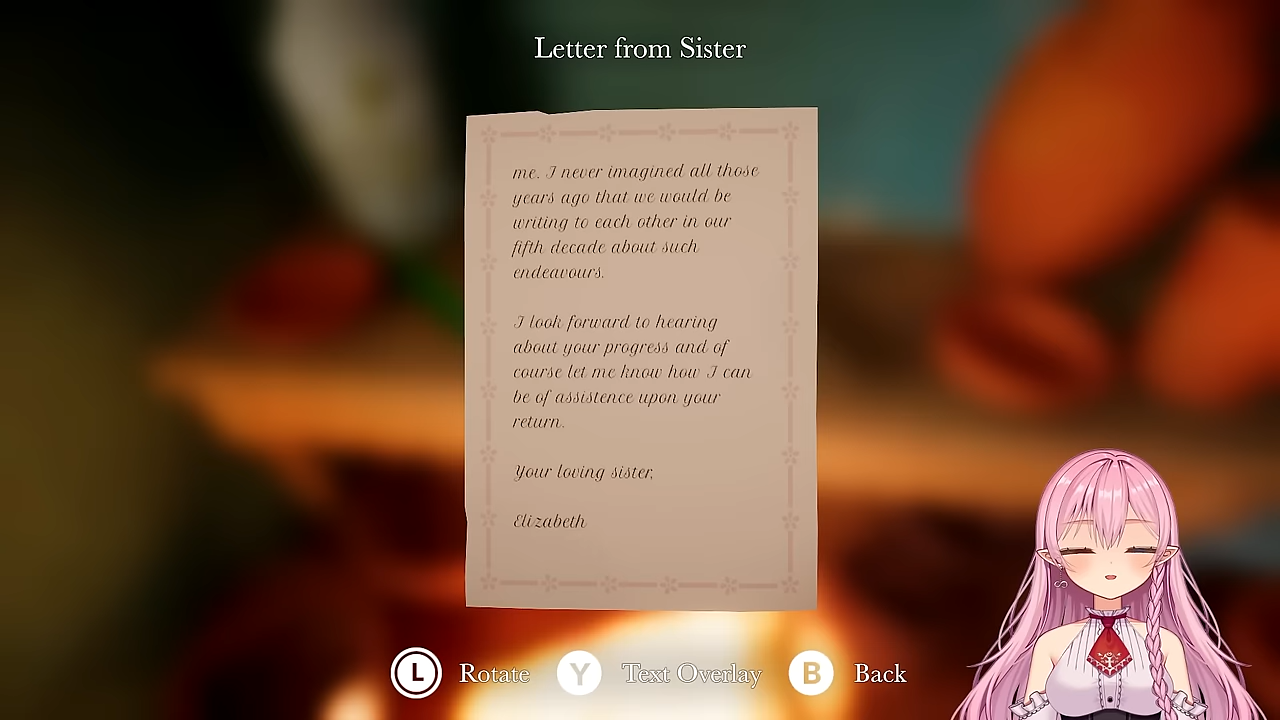 Letter from Sister
me. I never imagined all those
years ago that we would be
writing to each other in our
fifth decade about such
endeavours.
I look forward to hearing
about your progress and of
course let me know how I can
be of assistence upon your
return.
Your loving sister,
Elizabeth
L Rotate Y Text Overlay B Back